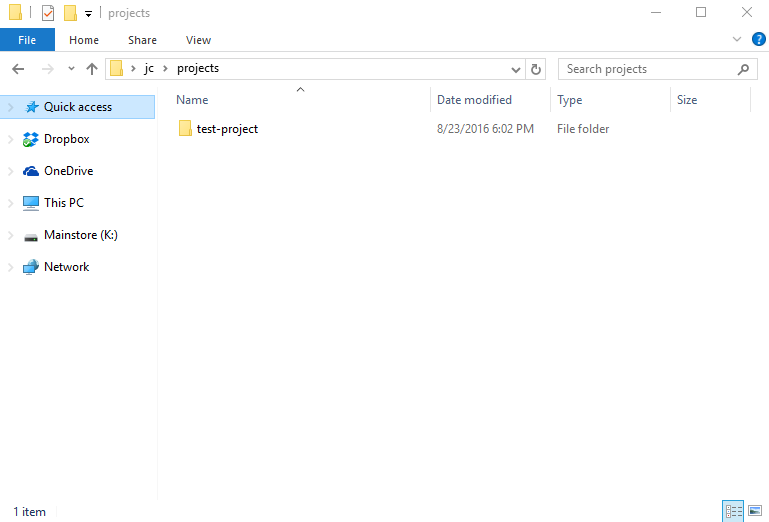 projects
File Home Share View
jc projects Search projects
Name Date modified Type Size
Quick access
test-project 8/23/2016 6:02 PM File folder
Dropbox
OneDrive
This PC
Mainstore (K:)
Network
1 item